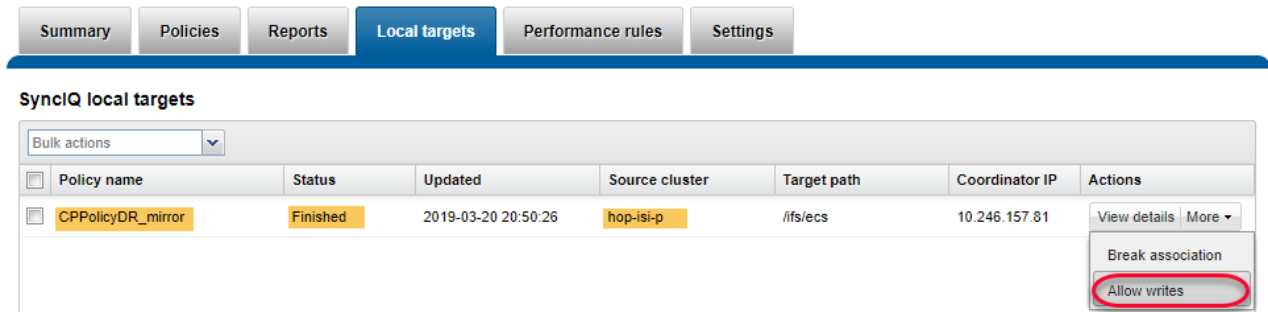 Summary Policies Reports Local targets Performance rules Settings
SyncIQ local targets
Bulk actions
Policy name Status Updated Source cluster Target path Coordinator IP Actions
CPPolicyDR_mirror Finished 2019-03-20 20:50:26 hop-isi-p /ifs/ecs 10.246.157.81 View details More
Break association
Allow writes